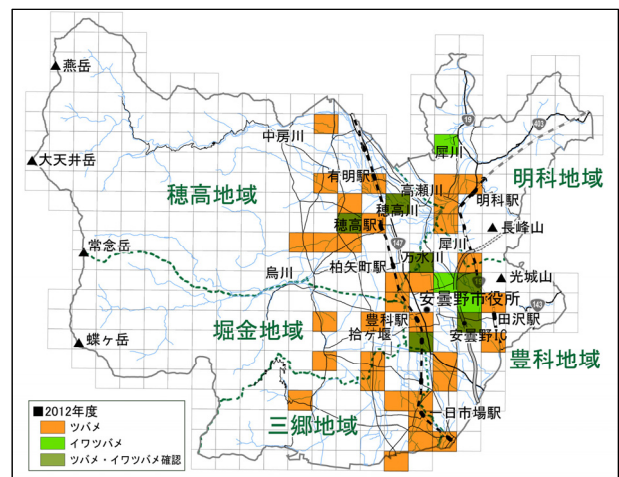 燕岳
大天井岳
常念岳
蝶ヶ岳
中房川
有明駅
穂高地域
穂高駅
穂高川
高瀬川
犀川
19
403
明科地域
明科駅
長峰山
犀川
147
万水川
柏矢町駅
烏川
光城山
安曇野市役所
143
堀金地域
豊科駅
拾ヶ堰
田沢駅
安曇野IC
豊科地域
三郷地域
一日市場駅
■2012年度
ツバメ
イワツバメ
ツバメ・イワツバメ確認